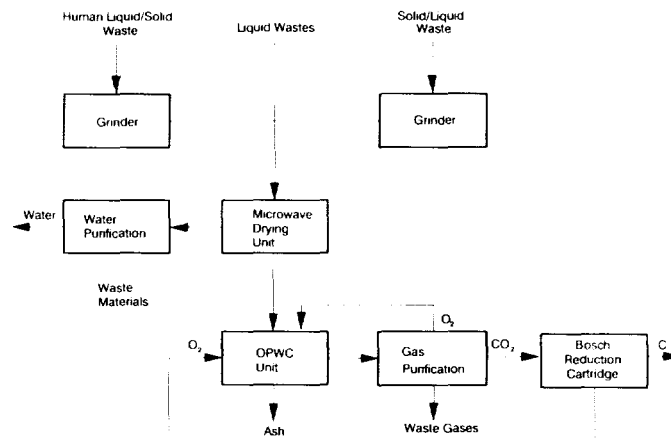 Human Liquid/Solid
Waste
Liquid Wastes
Solid/Liquid
Waste
Grinder
Grinder
Water
Water
Purification
Microwave
Drying
Unit
Waste
Materials
O₂
OPWC
Unit
O₂
Gas
Purification
CO₂
Bosch
Reduction
Cartridge
C
Ash
Waste Gases